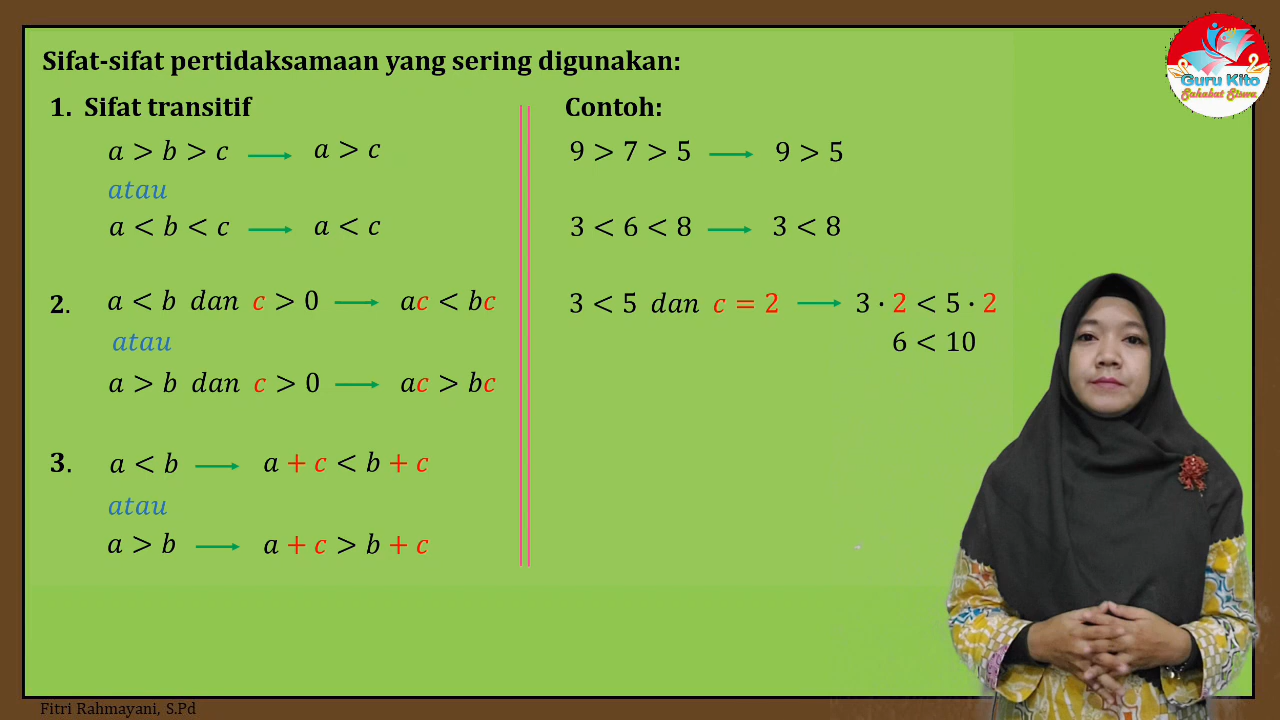 Sifat-sifat pertidaksamaan yang sering digunakan:
1. Sifat transitif
a > b > c ⟶ a > c
atau
a < b < c ⟶ a < c
2. a < b dan c > 0 ⟶ ac < bc
atau
a > b dan c > 0 ⟶ ac > bc
3. a < b ⟶ a + c < b + c
atau
a > b ⟶ a + c > b + c
Contoh:
9 > 7 > 5 ⟶ 9 > 5
3 < 6 < 8 ⟶ 3 < 8
3 < 5 dan c = 2 ⟶ 3 · 2 < 5 · 2
6 < 10
Guru Kito
Sahabat Siswa
Fitri Rahmayani, S.Pd